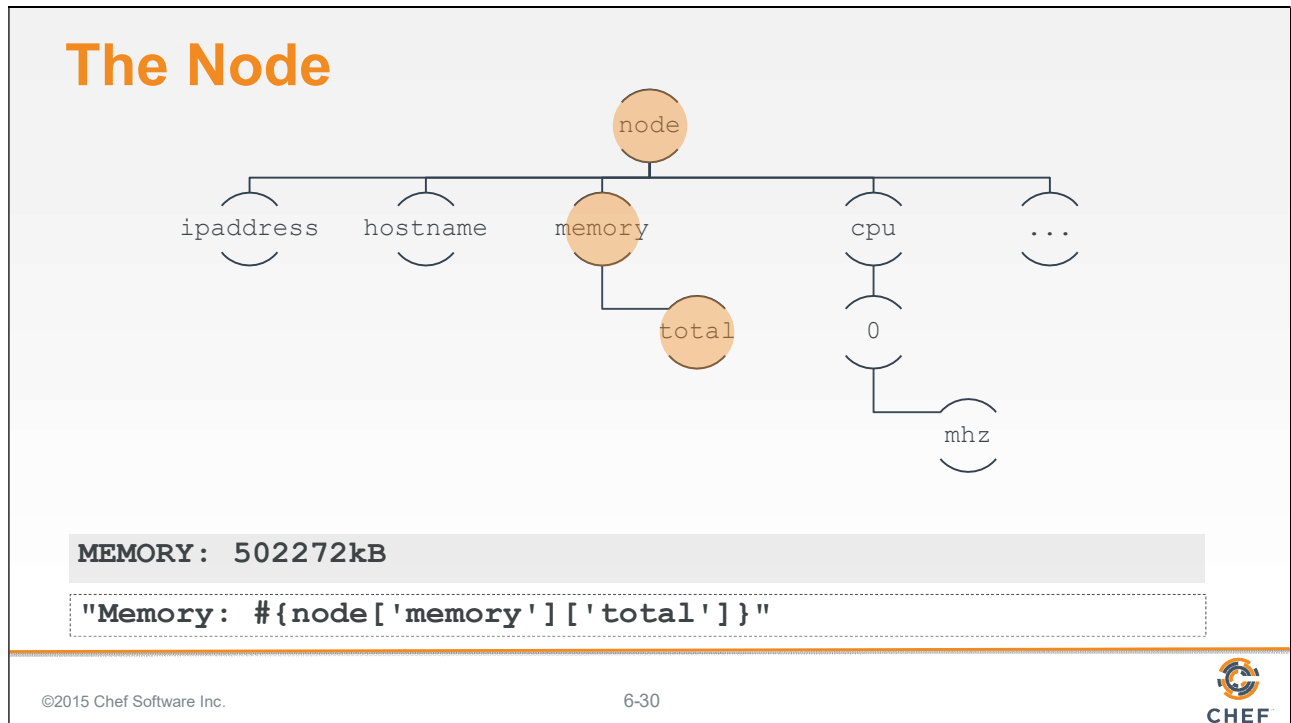 The Node
node
ipaddress hostname memory cpu ...
total 0
mhz
MEMORY: 502272kB
"Memory: #{node['memory']['total']}"
©2015 Chef Software Inc. 6-30
CHEF